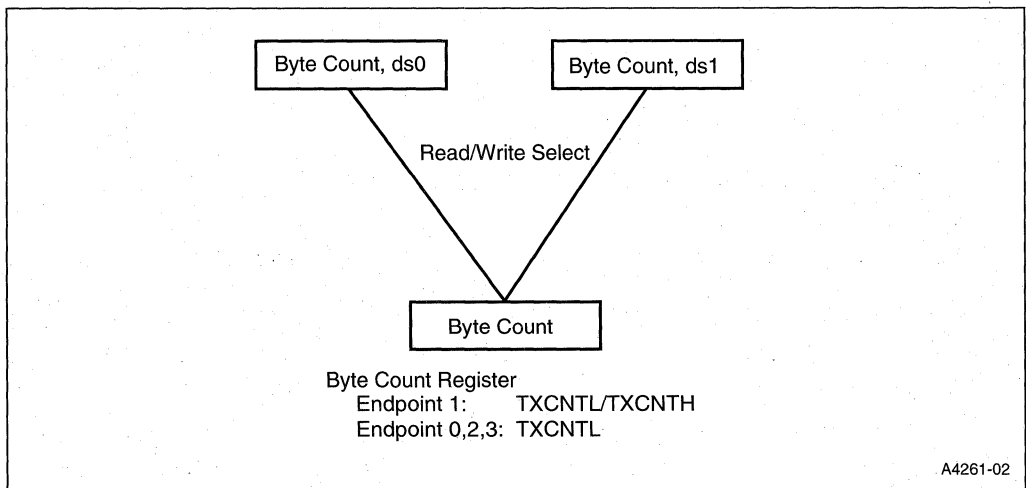 Byte Count, ds0
Byte Count, ds1
Read/Write Select
Byte Count
Byte Count Register
Endpoint 1: TXCNTL/TXCNTH
Endpoint 0,2,3: TXCNTL
A4261-02